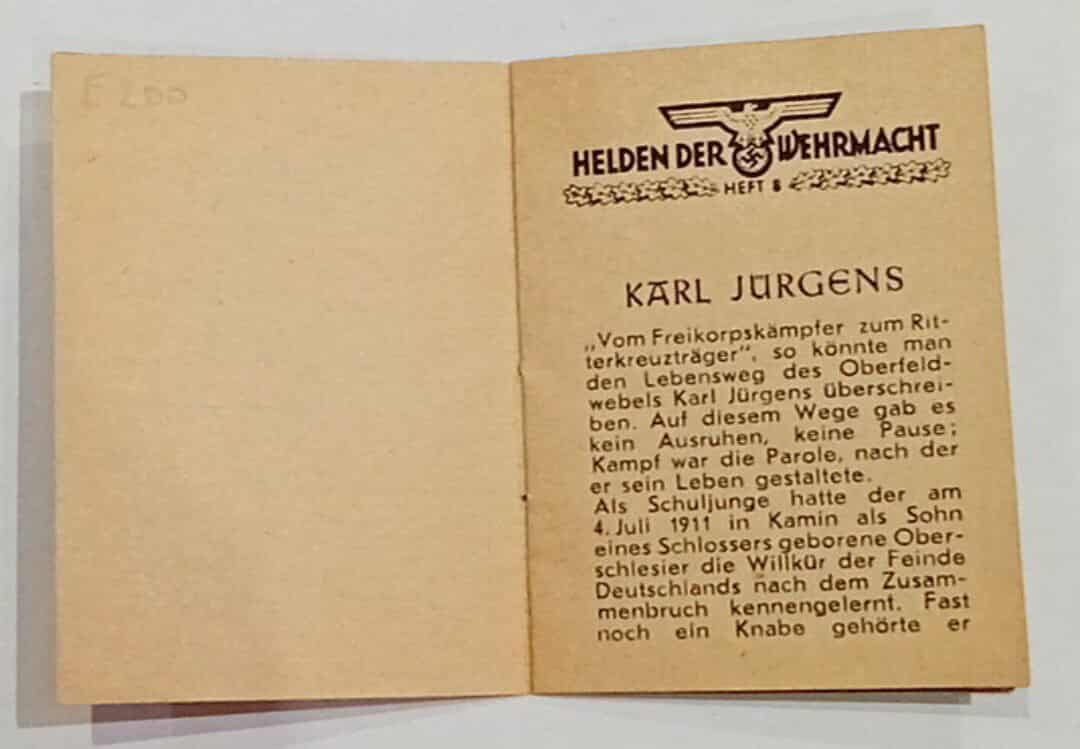 HELDEN DER WEHRMACHT
HEFT 8
KARL JÜRGENS
„Vom Freikorpskämpfer zum Rit-
terkreuzträger“, so könnte man
den Lebensweg des Oberfeld-
webels Karl Jürgens überschrei-
ben. Auf diesem Wege gab es
kein Ausruhen, keine Pause;
Kampf war die Parole, nach der
er sein Leben gestaltete.
Als Schuljunge hatte der am
4. Juli 1911 in Kamin als Sohn
eines Schlossers geborene Ober-
schlesier die Willkür der Feinde
Deutschlands nach dem Zusam-
menbruch kennengelernt. Fast
noch ein Knabe gehörte er